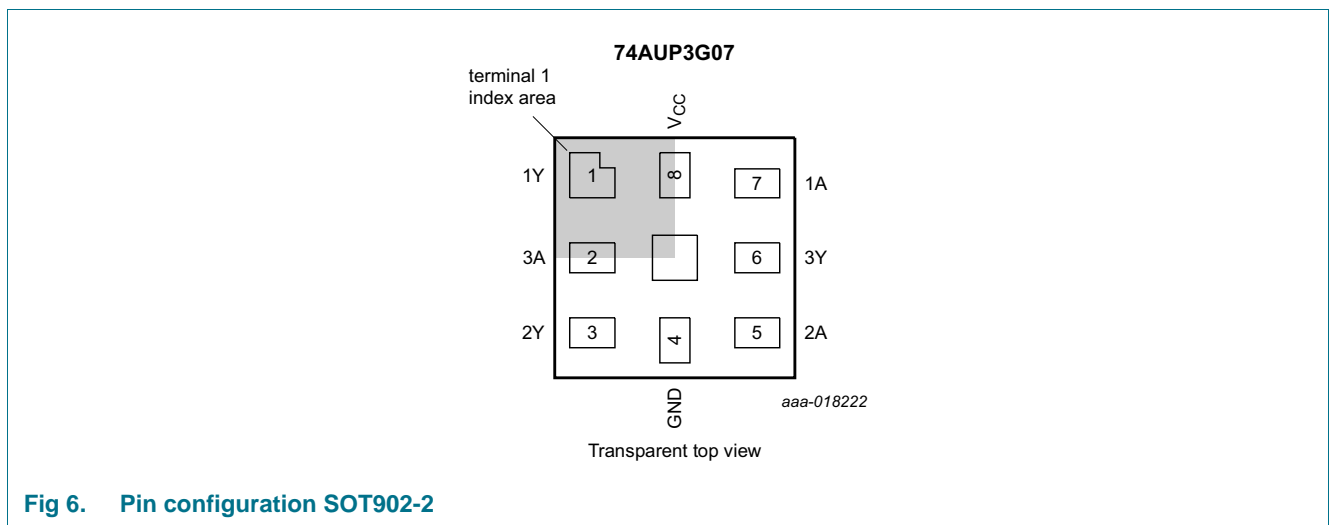 74AUP3G07
terminal 1
index area
VCC
1Y 1 8 7 1A
3A 2 6 3Y
2Y 3 4 5 2A
GND
aaa-018222
Transparent top view
Fig 6. Pin configuration SOT902-2